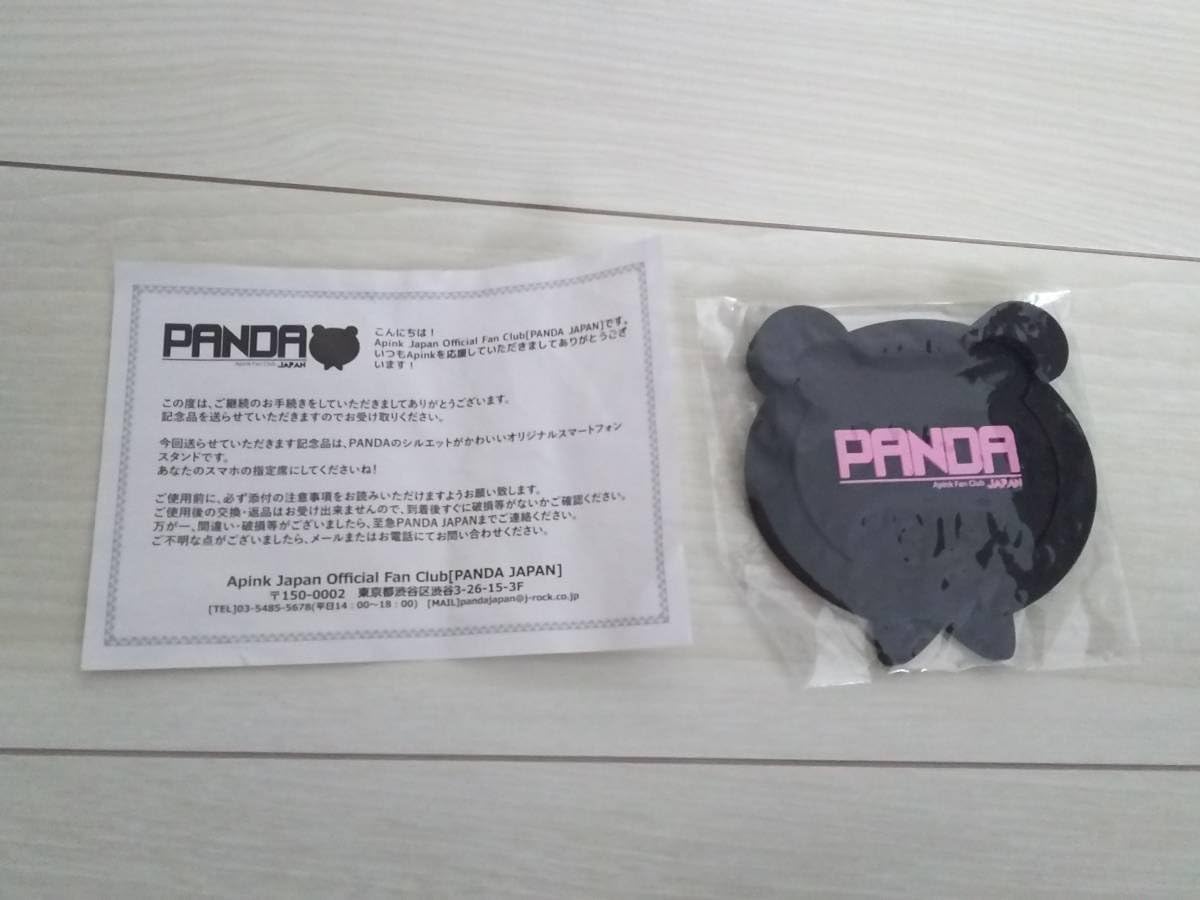 PANDA
Apink Fan Club JAPAN
こんにちは！
Apink Japan Official Fan Club[PANDA JAPAN]です。
いつもApinkを応援していただきましてありがとうござ
います！
この度は、ご継続のお手続きをしていただきましてありがとうございます。
記念品を送らせていただきますのでお受け取りください。
今回送らせていただきます記念品は、PANDAのシルエットがかわいいオリジナルスマートフォン
スタンドです。
あなたのスマホの指定席にしてくださいね！
ご使用前に、必ず添付の注意事項をお読みいただけますようお願い致します。
ご使用後の交換・返品はお受け出来ませんので、到着後すぐに破損等がないかご確認ください。
万が一、間違い・破損等がございましたら、至急PANDA JAPANまでご連絡ください。
ご不明な点がございましたら、メールまたはお電話にてお問い合わせください。
Apink Japan Official Fan Club[PANDA JAPAN]
〒150-0002　東京都渋谷区渋谷3-26-15-3F
[TEL]03-5485-5678(平日14：00～18：00)　[MAIL]pandajapan@j-rock.co.jp
PANDA
Apink Fan Club JAPAN